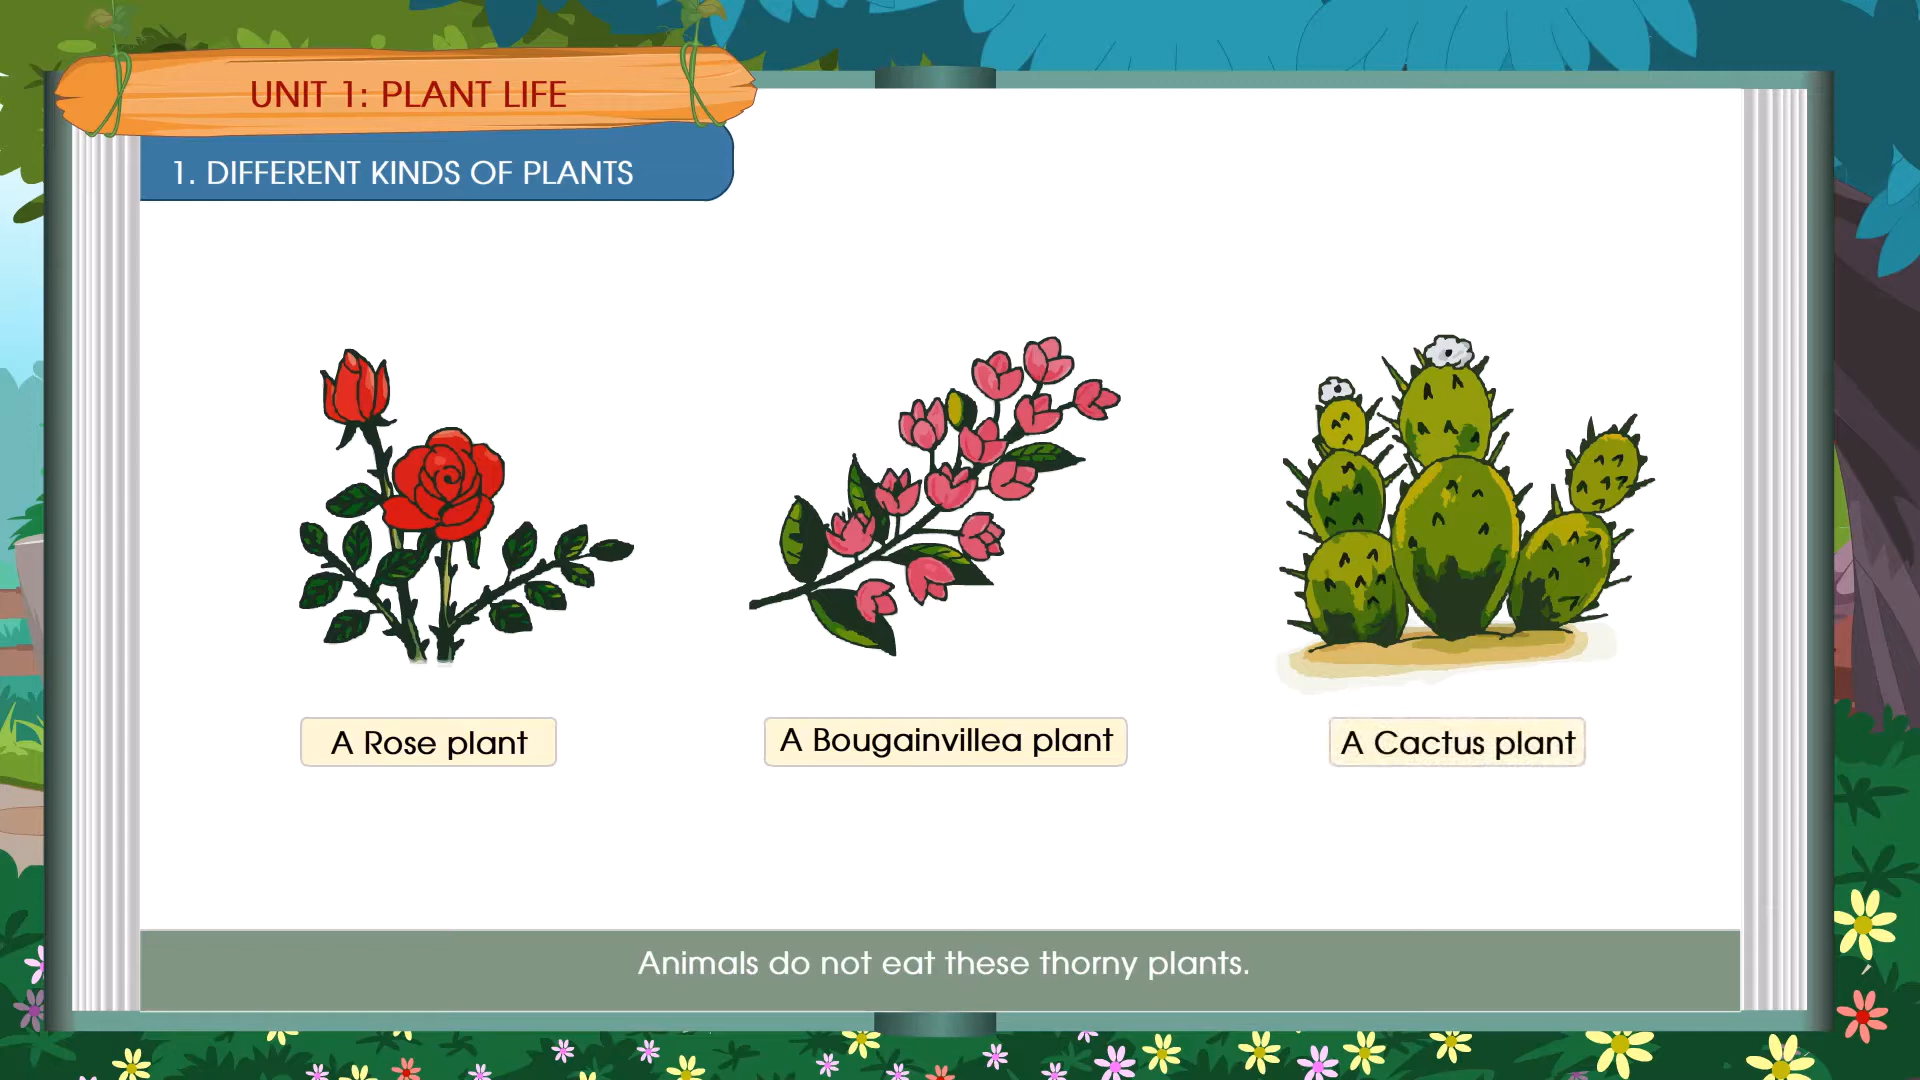 UNIT 1: PLANT LIFE
1. DIFFERENT KINDS OF PLANTS
A Rose plant
A Bougainvillea plant
A Cactus plant
Animals do not eat these thorny plants.